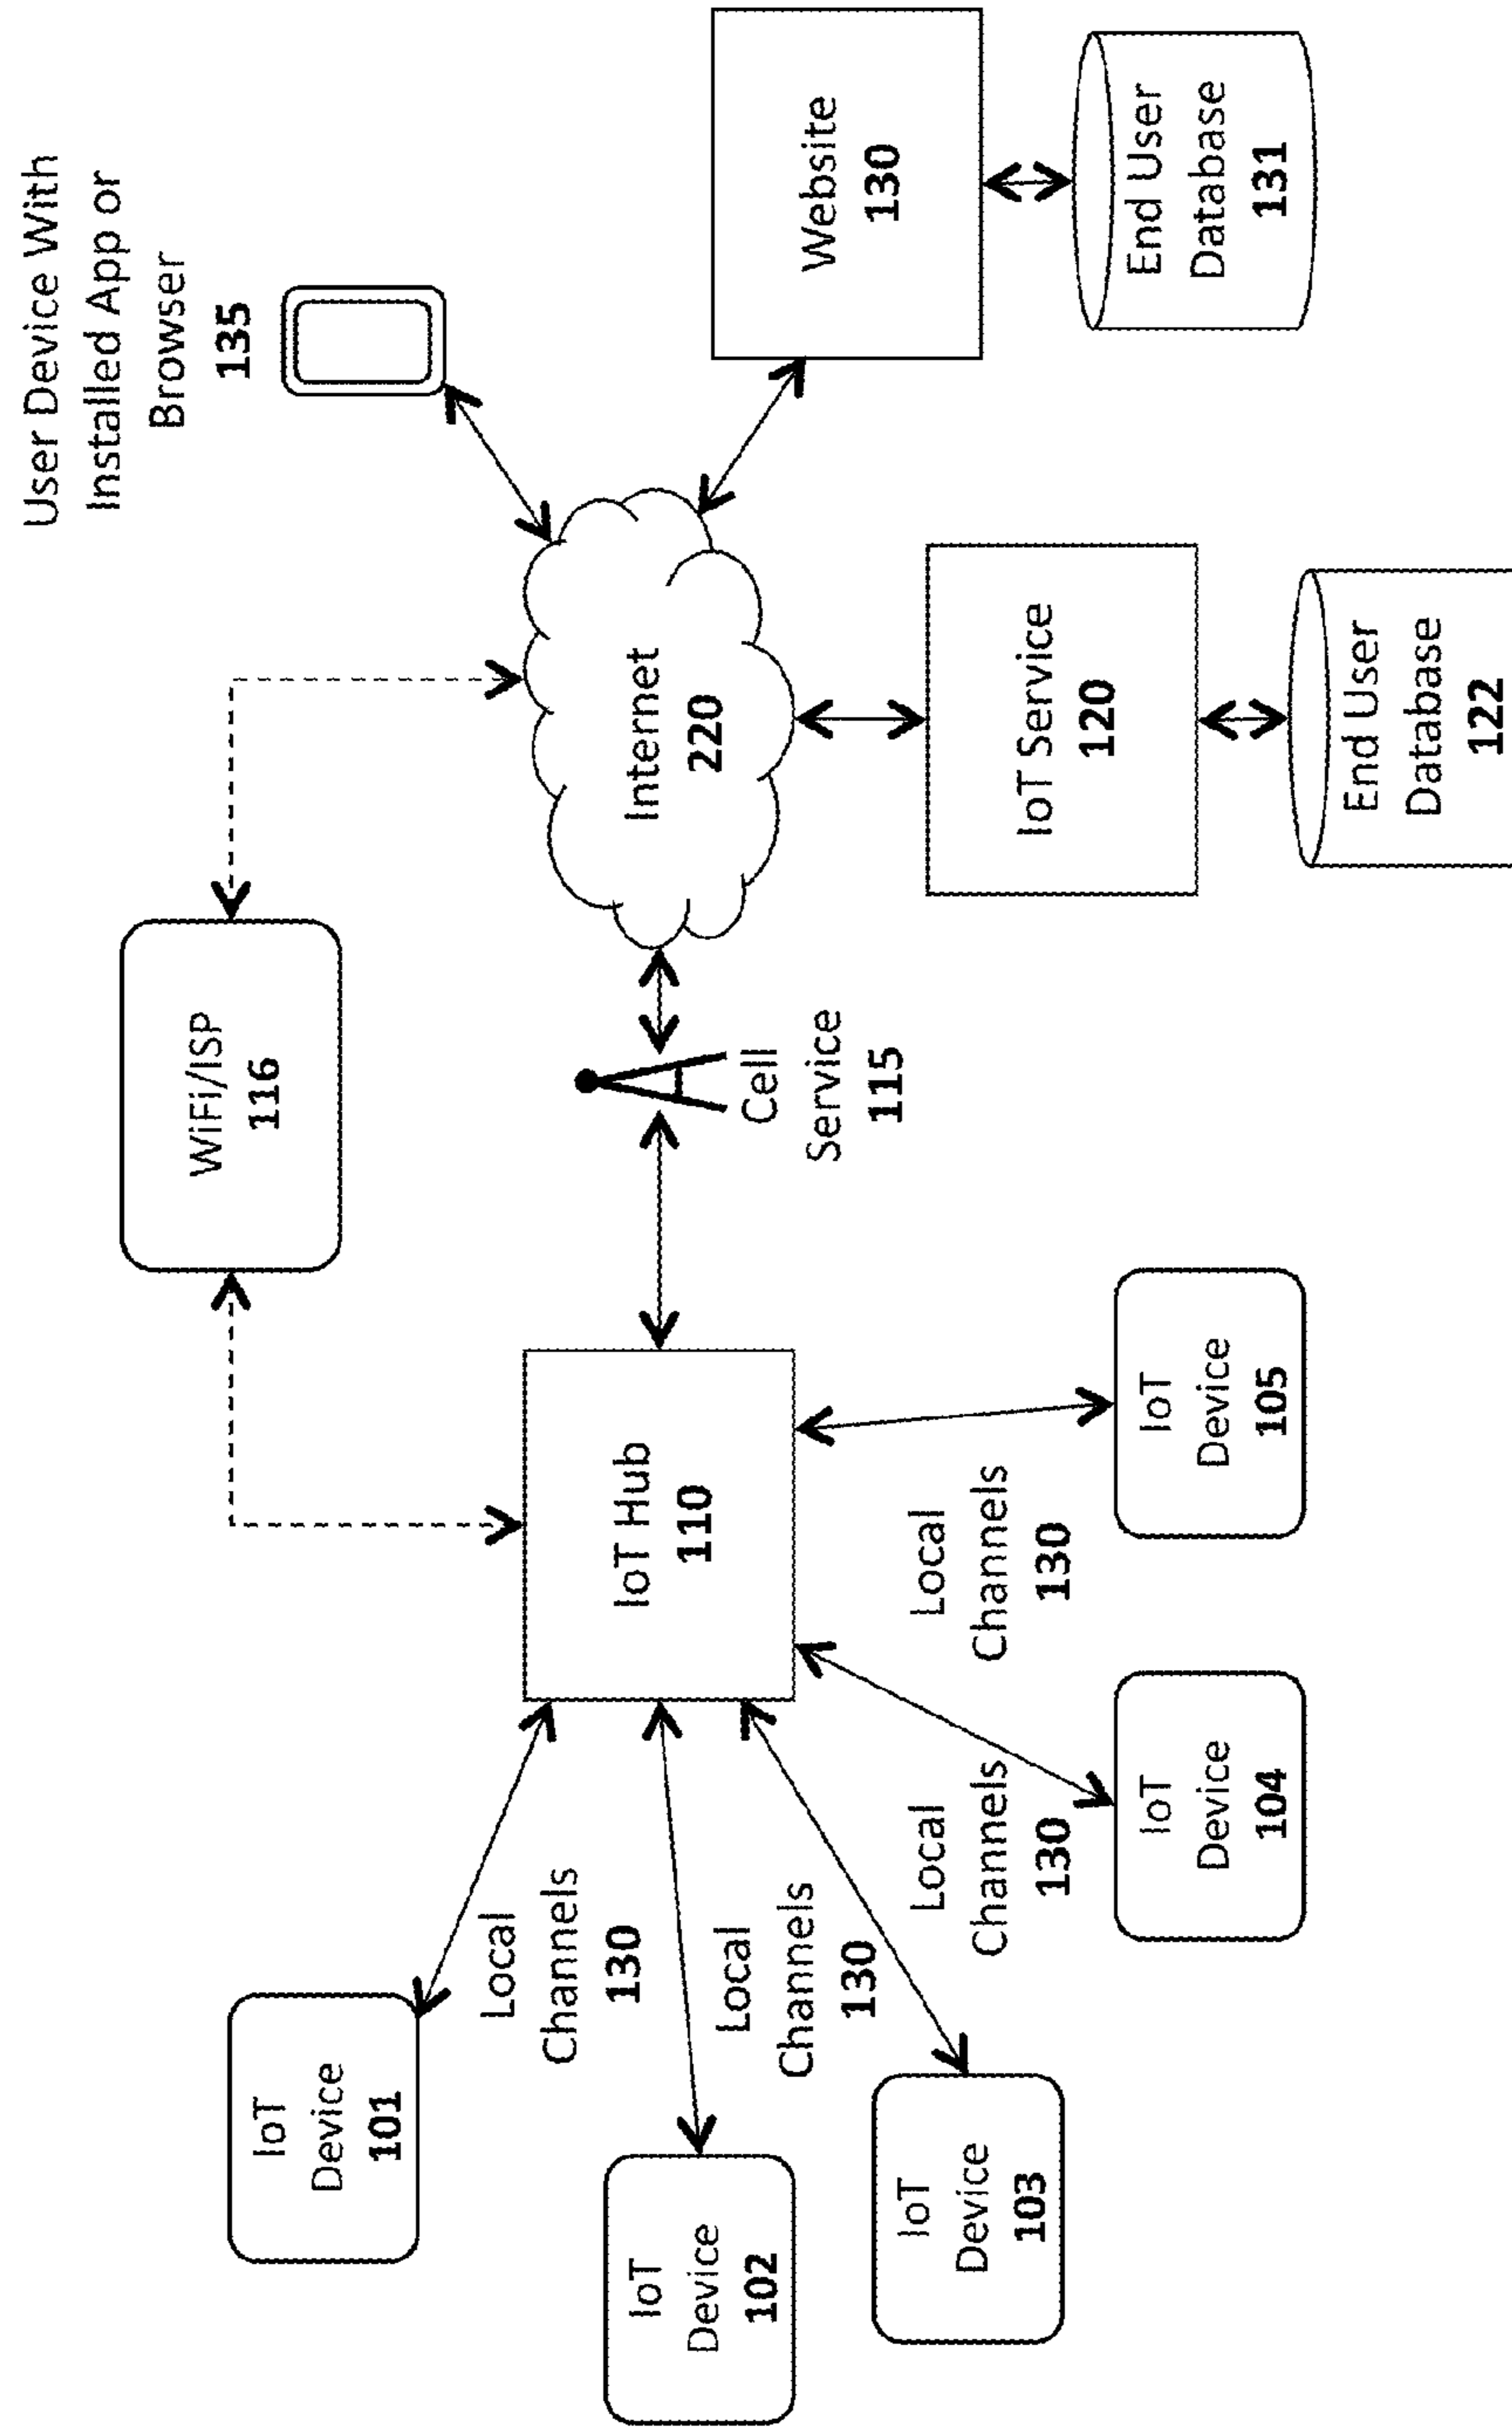 User Device With
Installed App or
Browser
135
WiFi/ISP
116
IoT
Device
101
Local
Channels
130
IoT
Device
102
Local
Channels
130
IoT
Device
103
IoT Hub
110
Local
Channels
130
IoT
Device
104
Local
Channels
130
IoT
Device
105
Cell
Service
115
Internet
220
IoT Service
120
End User
Database
122
Website
130
End User
Database
131